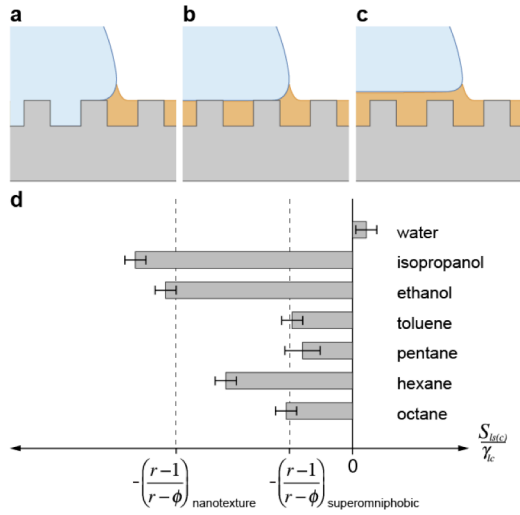 a b c
d
water
isopropanol
ethanol
toluene
pentane
hexane
octane
S_{ls(c)}/γ_{lc}
-((r-1)/(r-ϕ))_{nanotexture} -((r-1)/(r-ϕ))_{superomniphobic} 0